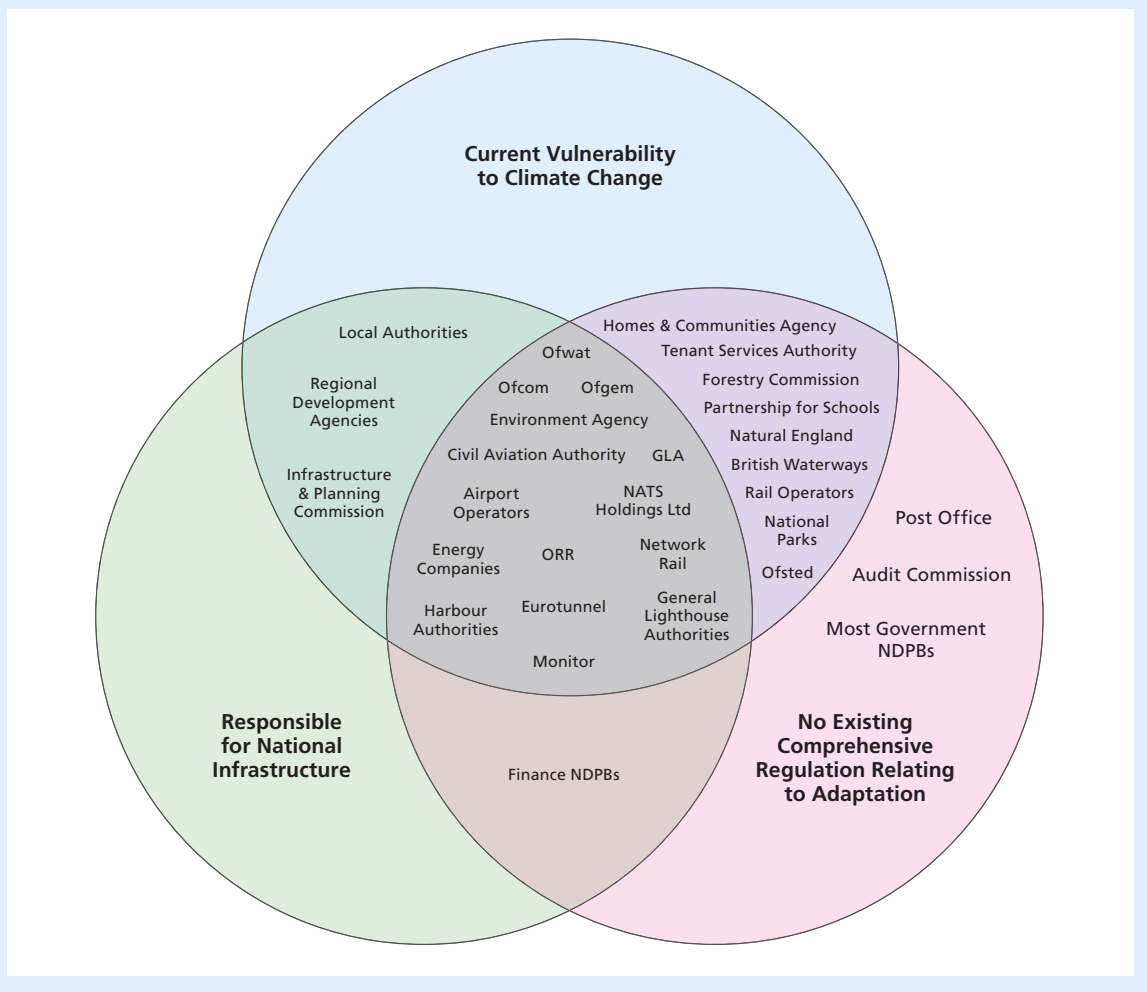 Current Vulnerability
to Climate Change
Local Authorities
Regional
Development
Agencies
Infrastructure
& Planning
Commission
Homes & Communities Agency
Tenant Services Authority
Forestry Commission
Partnership for Schools
Natural England
British Waterways
Rail Operators
National
Parks
Ofsted
Ofwat
Ofcom
Ofgem
Environment Agency
Civil Aviation Authority
GLA
Airport
Operators
NATS
Holdings Ltd
Energy
Companies
ORR
Network
Rail
Harbour
Authorities
Eurotunnel
General
Lighthouse
Authorities
Monitor
Post Office
Audit Commission
Most Government
NDPBs
Responsible
for National
Infrastructure
No Existing
Comprehensive
Regulation Relating
to Adaptation
Finance NDPBs